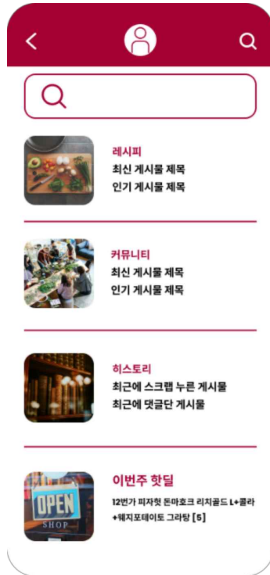 레시피
최신 게시물 제목
인기 게시물 제목
커뮤니티
최신 게시물 제목
인기 게시물 제목
히스토리
최근에 스크랩 누른 게시물
최근에 댓글단 게시물
이번주 핫딜
OPEN
SHOP
12번가 피자헛 돈마호크 리치골드 L+콜라
+웨지포테이토 그라탕 [5]